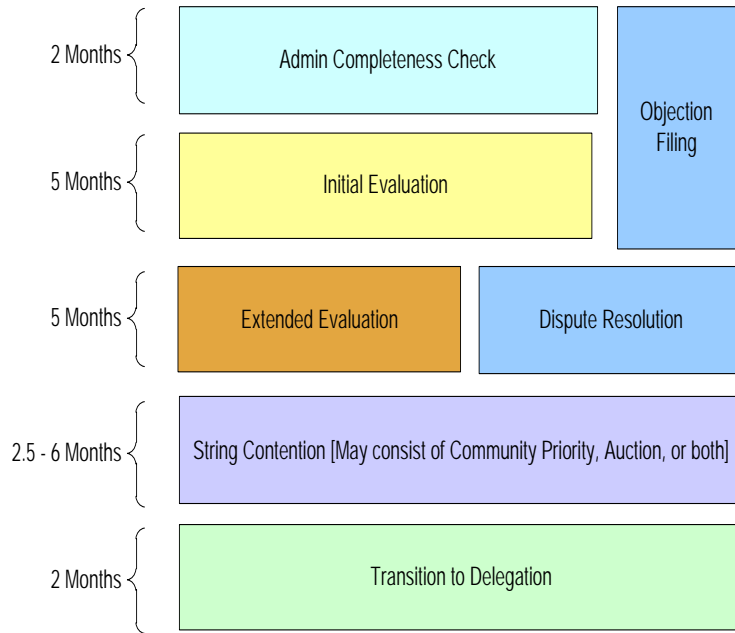 2 Months
Admin Completeness Check
Objection
Filing
5 Months
Initial Evaluation
5 Months
Extended Evaluation
Dispute Resolution
2.5 - 6 Months
String Contention [May consist of Community Priority, Auction, or both]
2 Months
Transition to Delegation